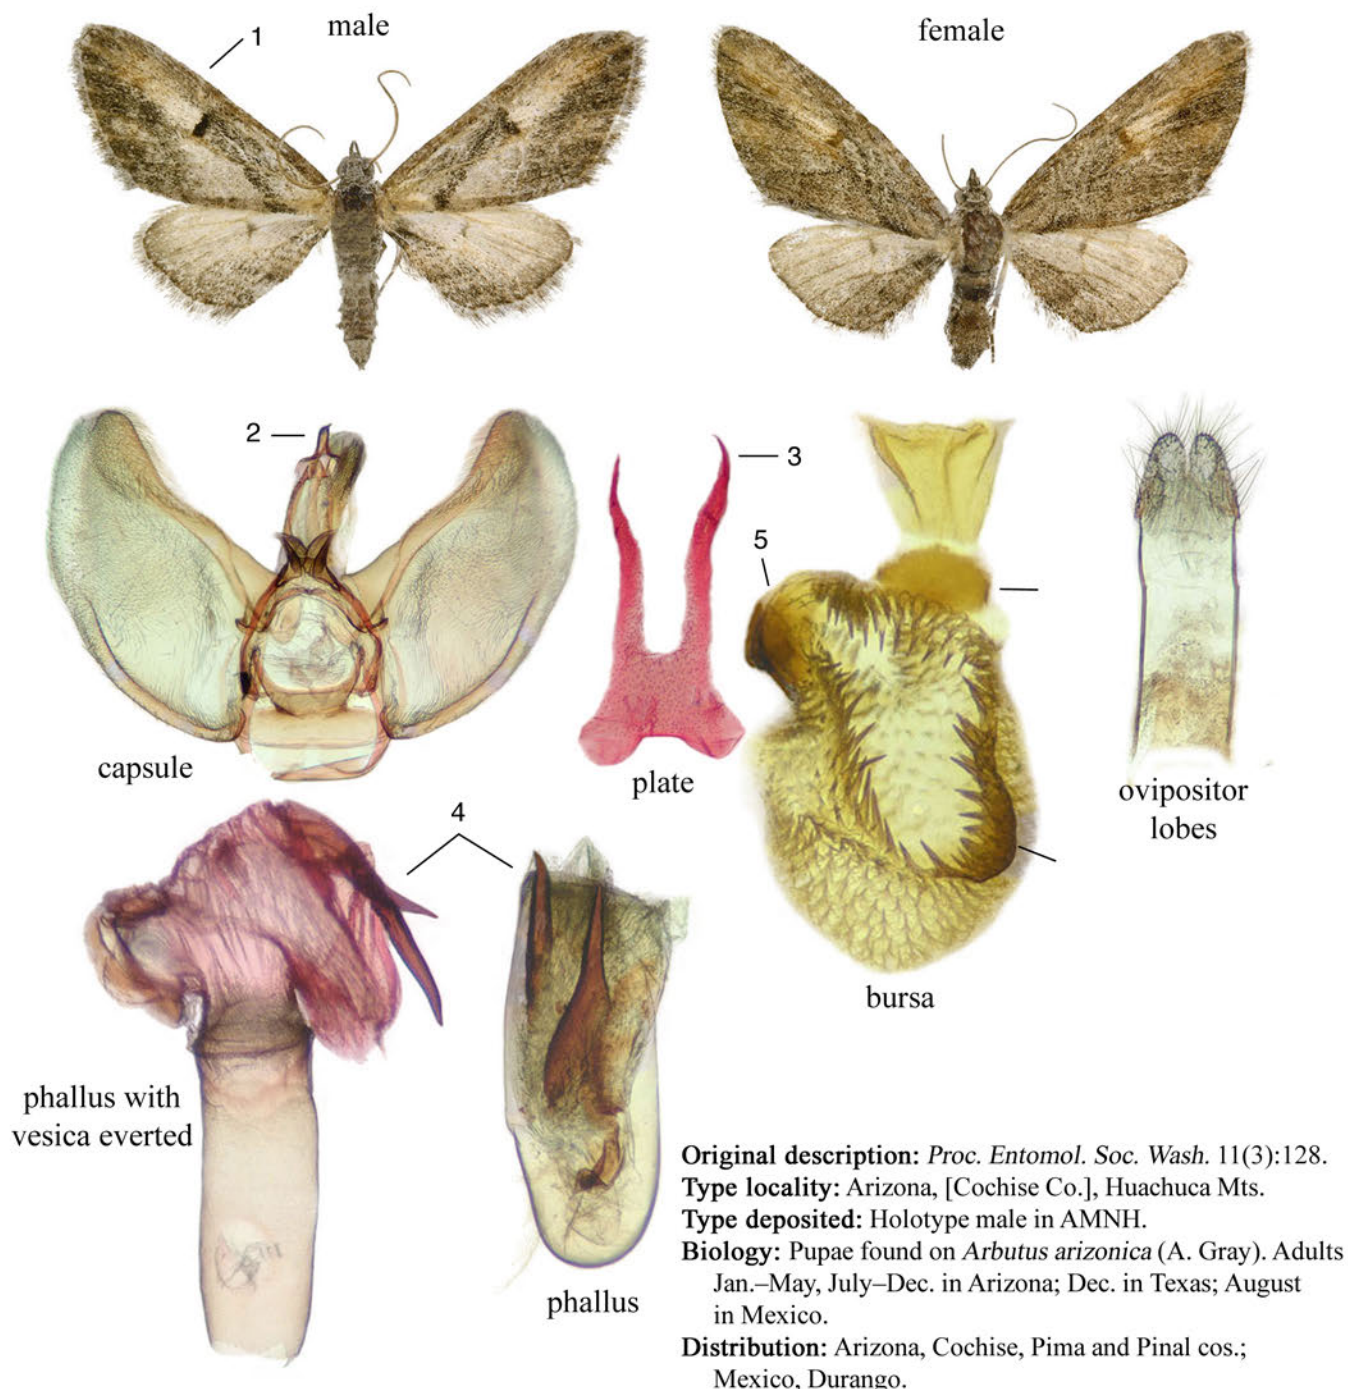 male
female
1
2
3
5
capsule
plate
ovipositor
lobes
4
bursa
phallus with
vesica everted
phallus
Original description: Proc. Entomol. Soc. Wash. 11(3):128.
Type locality: Arizona, [Cochise Co.], Huachuca Mts.
Type deposited: Holotype male in AMNH.
Biology: Pupae found on Arbutus arizonica (A. Gray). Adults
Jan.–May, July–Dec. in Arizona; Dec. in Texas; August
in Mexico.
Distribution: Arizona, Cochise, Pima and Pinal cos.;
Mexico, Durango.